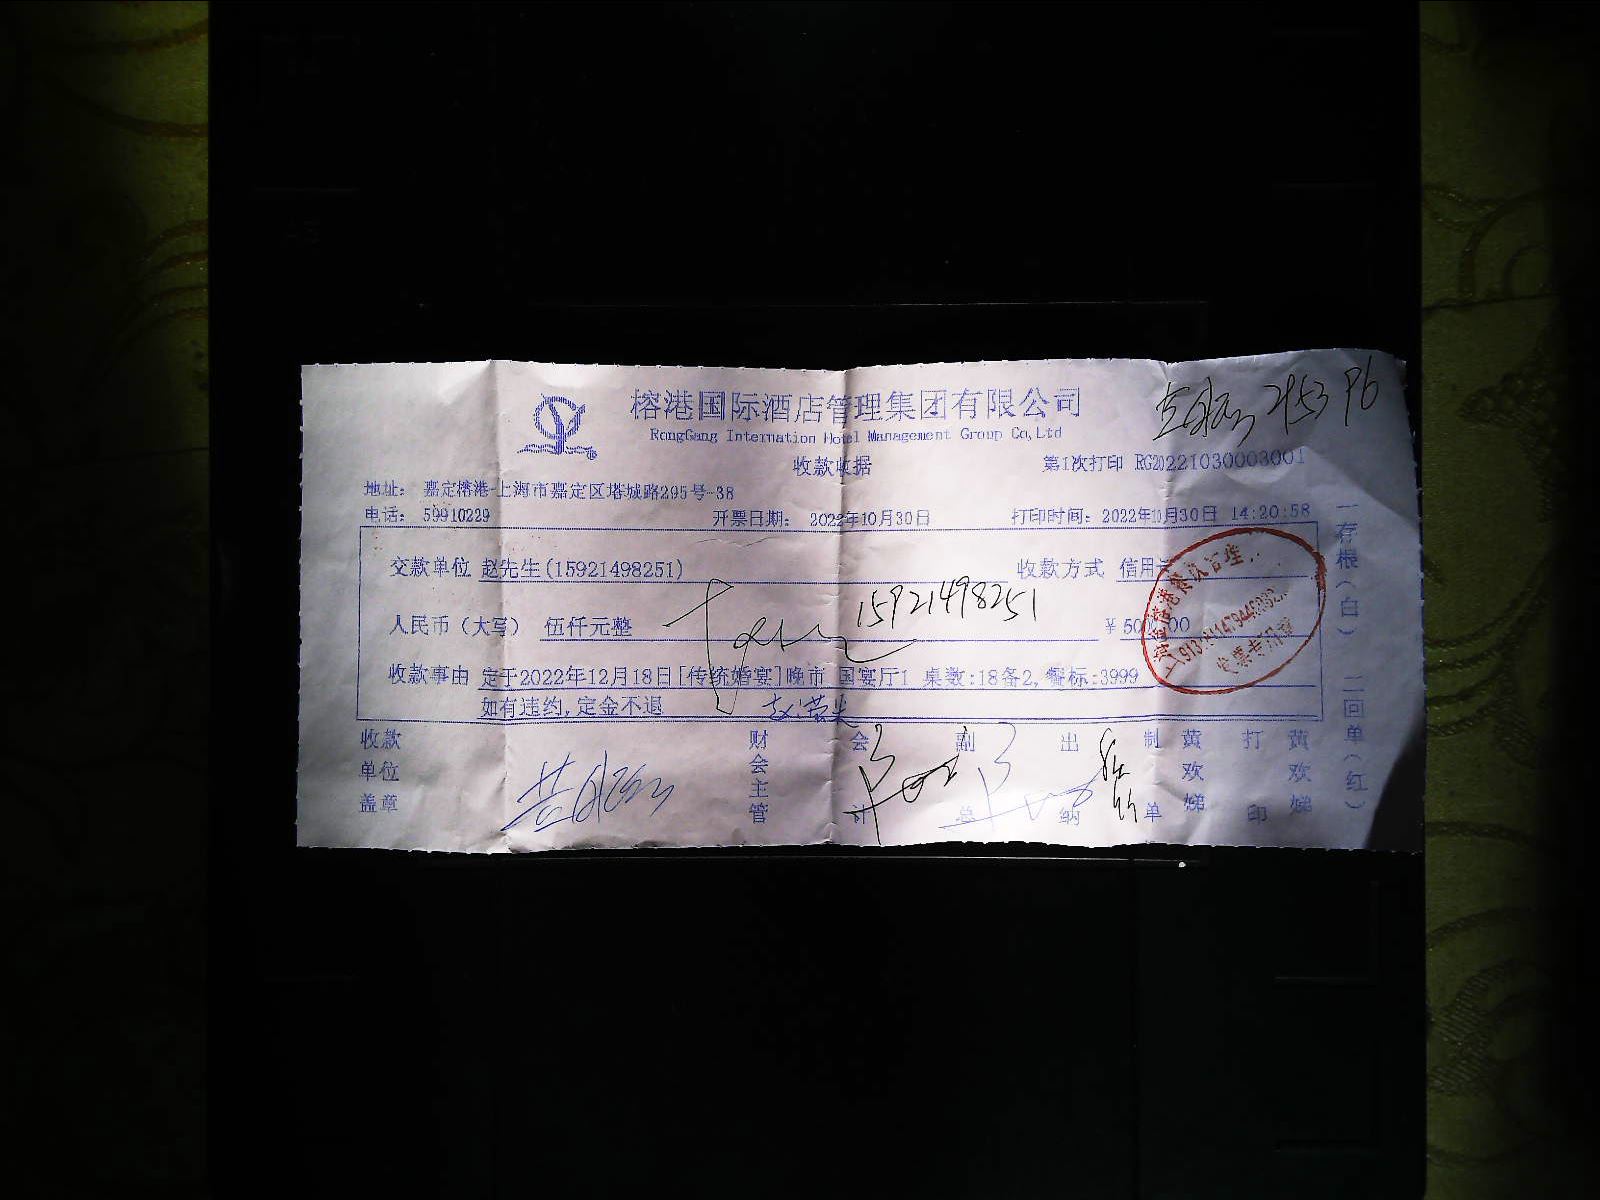 榕港国际酒店管理集团有限公司
RongGang Internation Hotel Management Group Co,Ltd
收款收据
第1次打印 RG20221030003001
地址： 嘉定榕港-上海市嘉定区塔城路295号-38
电话： 59910229
开票日期： 2022年10月30日
打印时间：2022年10月30日 14:20:58
交款单位 赵先生(15921498251)
收款方式 信用卡
15921498251
人民币（大写） 伍仟元整
￥5000.00
收款事由 定于2022年12月18日[传统婚宴]晚市 国宴厅1 桌数:18备2, 餐标:3999
如有违约,定金不退
收款单位盖章
财会主管
会计
副总
出纳
制单
黄欢娣
打印
黄欢娣
一存根（白） 二回单（红）
发票专用章